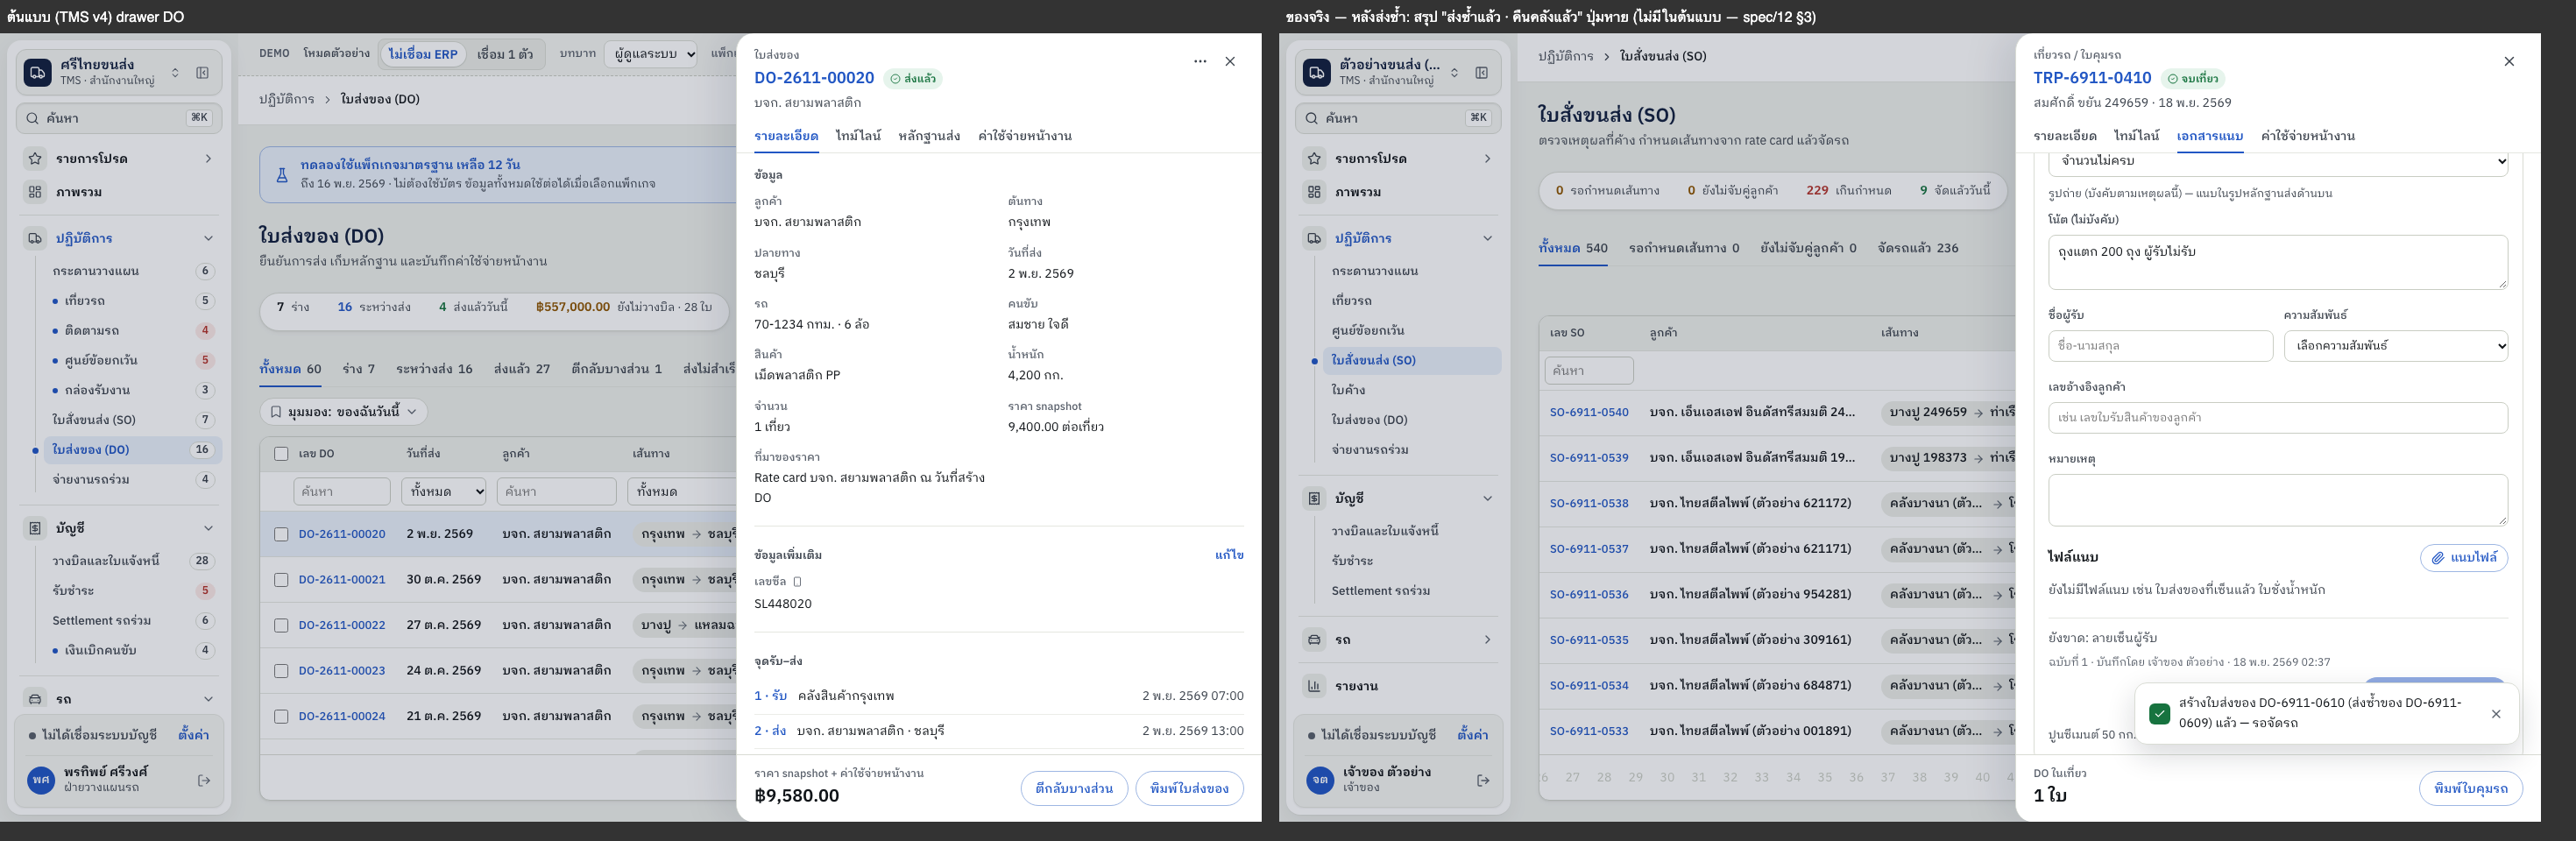 ต้นแบบ (TMS v4) drawer DO
ศรีไทยขนส่ง
TMS · สำนักงานใหญ่
ค้นหา ⌘K
รายการโปรด
ภาพรวม
ปฏิบัติการ
กระดานวางแผน 6
เที่ยวรถ 5
ติดตามรถ 4
ศูนย์ข้อยกเว้น 5
กล่องรับงาน 3
ใบสั่งขนส่ง (SO) 7
ใบส่งของ (DO) 16
จ่ายงานรถร่วม 4
บัญชี
วางบิลและใบแจ้งหนี้ 28
รับชำระ 5
Settlement รถร่วม 6
เงินเบิกคนขับ 4
รถ
ไม่ได้เชื่อมระบบบัญชี ตั้งค่า
พศ พรทิพย์ ศรีวงศ์
ฝ่ายวางแผนรถ
DEMO โหมดตัวอย่าง ไม่เชื่อม ERP เชื่อม 1 ตัว บทบาท ผู้ดูแลระบบ
ปฏิบัติการ › ใบส่งของ (DO)
ทดลองใช้แพ็กเกจมาตรฐาน เหลือ 12 วัน
ถึง 16 พ.ย. 2569 · ไม่ต้องใช้บัตร ข้อมูลทั้งหมดใช้ต่อได้เมื่อเลือกแพ็กเกจ
ใบส่งของ (DO)
ยืนยันการส่ง เก็บหลักฐาน และบันทึกค่าใช้จ่ายหน้างาน
7 ร่าง 16 ระหว่างส่ง 4 ส่งแล้ววันนี้ ฿557,000.00 ยังไม่วางบิล · 28 ใบ
ทั้งหมด 60 ร่าง 7 ระหว่างส่ง 16 ส่งแล้ว 27 ตีกลับบางส่วน 1 ส่งไม่สำเร็
มุมมอง: ของฉันวันนี้
เลข DO วันที่ส่ง ลูกค้า เส้นทาง
ค้นหา ทั้งหมด ค้นหา ทั้งหมด
DO-2611-00020 2 พ.ย. 2569 บจก. สยามพลาสติก กรุงเทพ → ชลบุรี
DO-2611-00021 30 ต.ค. 2569 บจก. สยามพลาสติก กรุงเทพ → ชลบุรี
DO-2611-00022 27 ต.ค. 2569 บจก. สยามพลาสติก บางปู → แหลมฉ
DO-2611-00023 24 ต.ค. 2569 บจก. สยามพลาสติก กรุงเทพ → ชลบุรี
DO-2611-00024 21 ต.ค. 2569 บจก. สยามพลาสติก กรุงเทพ → ชลบุรี
ใบส่งของ
DO-2611-00020 ส่งแล้ว
บจก. สยามพลาสติก
รายละเอียด ไทม์ไลน์ หลักฐานส่ง ค่าใช้จ่ายหน้างาน
ข้อมูล
ลูกค้า ต้นทาง
บจก. สยามพลาสติก กรุงเทพ
ปลายทาง วันที่ส่ง
ชลบุรี 2 พ.ย. 2569
รถ คนขับ
70-1234 กทม. · 6 ล้อ สมชาย ใจดี
สินค้า น้ำหนัก
เม็ดพลาสติก PP 4,200 กก.
จำนวน ราคา snapshot
1 เที่ยว 9,400.00 ต่อเที่ยว
ที่มาของราคา
Rate card บจก. สยามพลาสติก ณ วันที่สร้าง
DO
ข้อมูลเพิ่มเติม แก้ไข
เลขซีล
SL448020
จุดรับ–ส่ง
1 · รับ คลังสินค้ากรุงเทพ 2 พ.ย. 2569 07:00
2 · ส่ง บจก. สยามพลาสติก · ชลบุรี 2 พ.ย. 2569 13:00
ราคา snapshot + ค่าใช้จ่ายหน้างาน
฿9,580.00 ตีกลับบางส่วน พิมพ์ใบส่งของ
ของจริง — หลังส่งซ้ำ: สรุป "ส่งซ้ำแล้ว · คืนคลังแล้ว" ปุ่มหาย (ไม่มีในต้นแบบ — spec/12 §3)
ตัวอย่างขนส่ง (...
TMS · สำนักงานใหญ่
ค้นหา ⌘K
รายการโปรด
ภาพรวม
ปฏิบัติการ
กระดานวางแผน
เที่ยวรถ
ศูนย์ข้อยกเว้น
ใบสั่งขนส่ง (SO)
ใบค้าง
ใบส่งของ (DO)
จ่ายงานรถร่วม
บัญชี
วางบิลและใบแจ้งหนี้
รับชำระ
Settlement รถร่วม
รถ
รายงาน
ไม่ได้เชื่อมระบบบัญชี ตั้งค่า
จต เจ้าของ ตัวอย่าง
เจ้าของ
ปฏิบัติการ › ใบสั่งขนส่ง (SO)
ใบสั่งขนส่ง (SO)
ตรวจเหตุผลที่ค้าง กำหนดเส้นทางจาก rate card แล้วจัดรถ
0 รอกำหนดเส้นทาง 0 ยังไม่จับคู่ลูกค้า 229 เกินกำหนด 9 จัดแล้ววันนี้
ทั้งหมด 540 รอกำหนดเส้นทาง 0 ยังไม่จับคู่ลูกค้า 0 จัดรถแล้ว 236
เลข SO ลูกค้า เส้นทาง
ค้นหา
SO-6911-0540 บจก. เอ็นเอสเอฟ อินดัสทรีสมมติ 24... บางปู 249659 → ท่าเรื
SO-6911-0539 บจก. เอ็นเอสเอฟ อินดัสทรีสมมติ 19... บางปู 198373 → ท่าเรื
SO-6911-0538 บจก. ไทยสตีลไพพ์ (ตัวอย่าง 621172) คลังบางนา (ตัว... → โ
SO-6911-0537 บจก. ไทยสตีลไพพ์ (ตัวอย่าง 621171) คลังบางนา (ตัว... → โ
SO-6911-0536 บจก. ไทยสตีลไพพ์ (ตัวอย่าง 954281) คลังบางนา (ตัว... → โ
SO-6911-0535 บจก. ไทยสตีลไพพ์ (ตัวอย่าง 309161) คลังบางนา (ตัว... → โ
SO-6911-0534 บจก. ไทยสตีลไพพ์ (ตัวอย่าง 684871) คลังบางนา (ตัว... → โ
SO-6911-0533 บจก. ไทยสตีลไพพ์ (ตัวอย่าง 001891) คลังบางนา (ตัว... → โ
27 28 29 30 31 32 33 34 35 36 37 38 39 40
เที่ยวรถ / ใบคุมรถ
TRP-6911-0410 จบเที่ยว
สมศักดิ์ ขยัน 249659 · 18 พ.ย. 2569
รายละเอียด ไทม์ไลน์ เอกสารแนบ ค่าใช้จ่ายหน้างาน
จำนวนไม่ครบ
รูปถ่าย (บังคับตามเหตุผลนี้) — แนบในรูปหลักฐานส่งด้านบน
โน้ต (ไม่บังคับ)
ถุงแตก 200 ถุง ผู้รับไม่รับ
ชื่อผู้รับ ความสัมพันธ์
ชื่อ-นามสกุล เลือกความสัมพันธ์
เลขอ้างอิงลูกค้า
เช่น เลขใบรับสินค้าของลูกค้า
หมายเหตุ
ไฟล์แนบ แนบไฟล์
ยังไม่มีไฟล์แนบ เช่น ใบส่งของที่เซ็นแล้ว ใบชั่งน้ำหนัก
ยังขาด: ลายเซ็นผู้รับ
ฉบับที่ 1 · บันทึกโดย เจ้าของ ตัวอย่าง · 18 พ.ย. 2569 02:37
สร้างใบส่งของ DO-6911-0610 (ส่งซ้ำของ DO-6911-
0609) แล้ว — รอจัดรถ
ปูนซีเมนต์ 50 กก.
DO ในเที่ยว
1 ใบ พิมพ์ใบคุมรถ